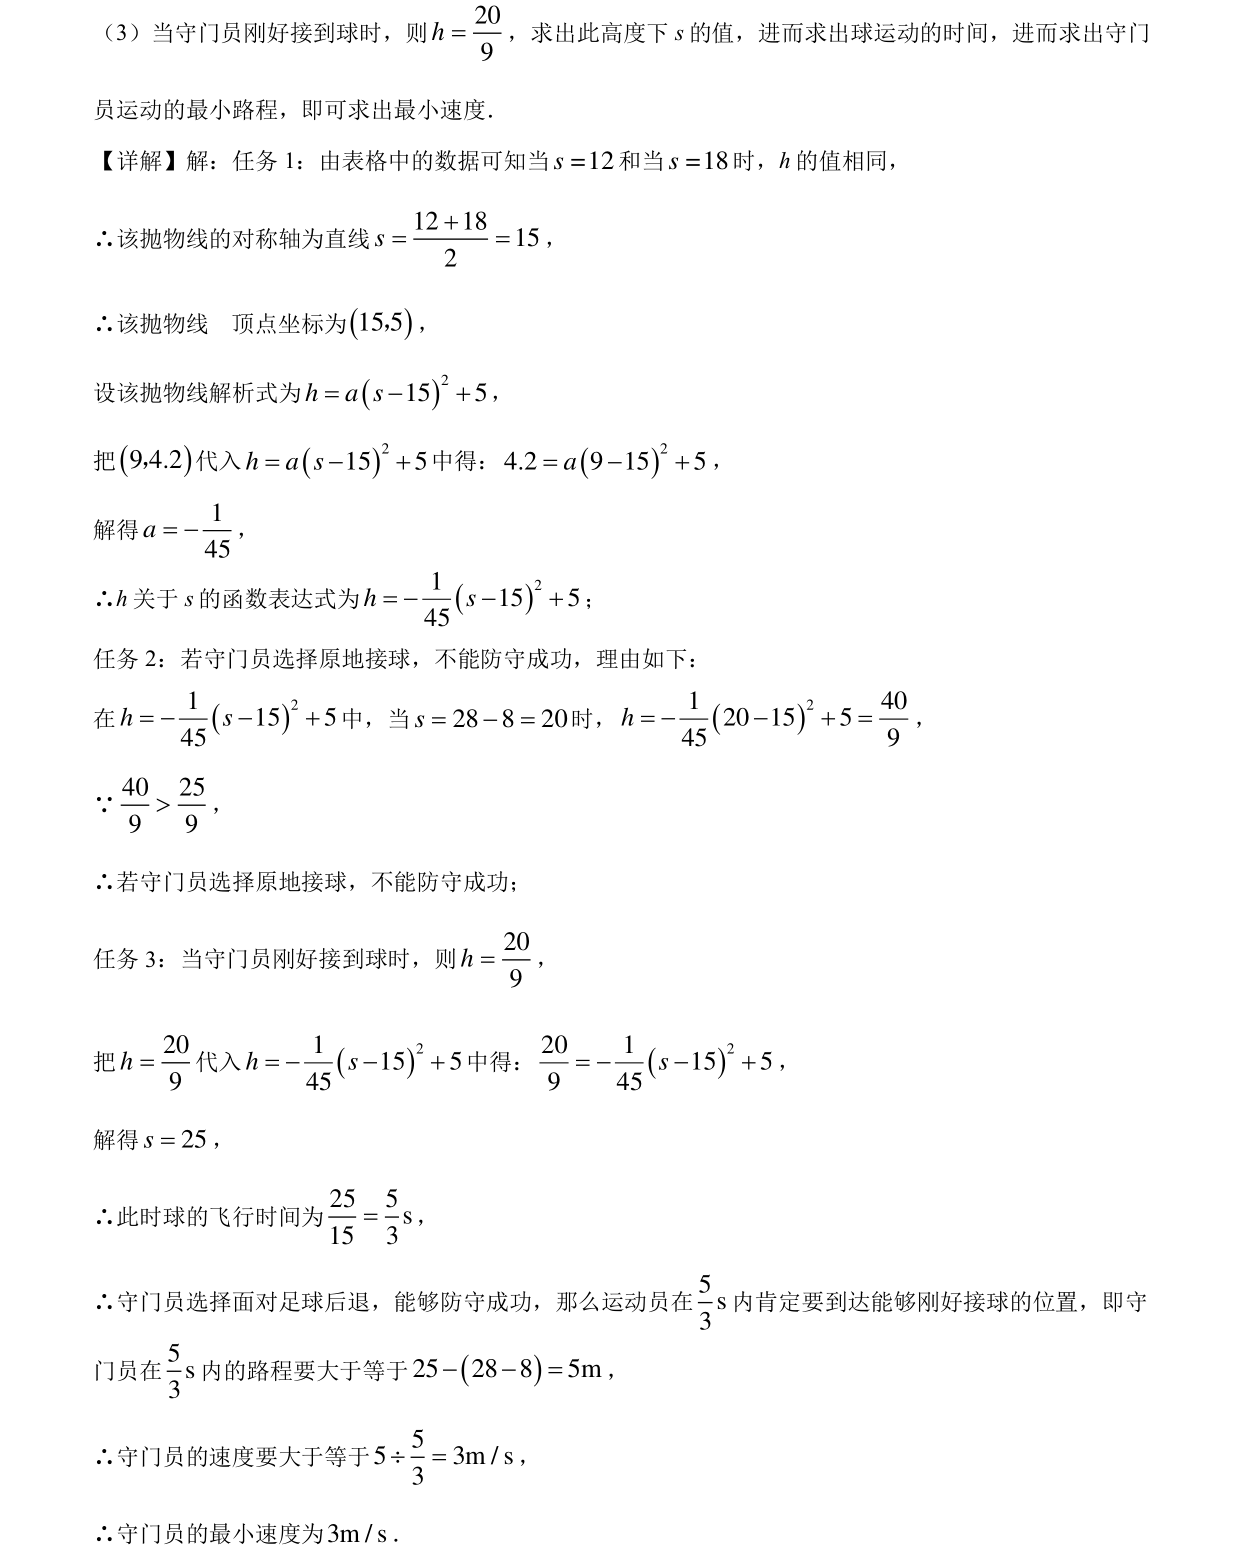 （3）当守门员刚好接到球时，则 h = 20/9，求出此高度下 s 的值，进而求出球运动的时间，进而求出守门
员运动的最小路程，即可求出最小速度．
【详解】解：任务 1：由表格中的数据可知当 s =12 和当 s =18 时，h 的值相同，
∴该抛物线的对称轴为直线 s = (12+18)/2 = 15，
∴该抛物线 顶点坐标为(15,5)，
设该抛物线解析式为 h = a(s−15)² + 5，
把(9,4.2)代入 h = a(s−15)² + 5 中得：4.2 = a(9−15)² + 5，
解得 a = −1/45，
∴h 关于 s 的函数表达式为 h = −1/45(s−15)² + 5；
任务 2：若守门员选择原地接球，不能防守成功，理由如下：
在 h = −1/45(s−15)² + 5 中，当 s = 28−8 = 20 时，h = −1/45(20−15)² + 5 = 40/9，
∵ 40/9 > 25/9，
∴若守门员选择原地接球，不能防守成功；
任务 3：当守门员刚好接到球时，则 h = 20/9，
把 h = 20/9 代入 h = −1/45(s−15)² + 5 中得：20/9 = −1/45(s−15)² + 5，
解得 s = 25，
∴此时球的飞行时间为 25/15 = 5/3 s，
∴守门员选择面对足球后退，能够防守成功，那么运动员在 5/3 s 内肯定要到达能够刚好接球的位置，即守
门员在 5/3 s 内的路程要大于等于 25−(28−8) = 5m，
∴守门员的速度要大于等于 5÷5/3 = 3m / s，
∴守门员的最小速度为 3m / s．